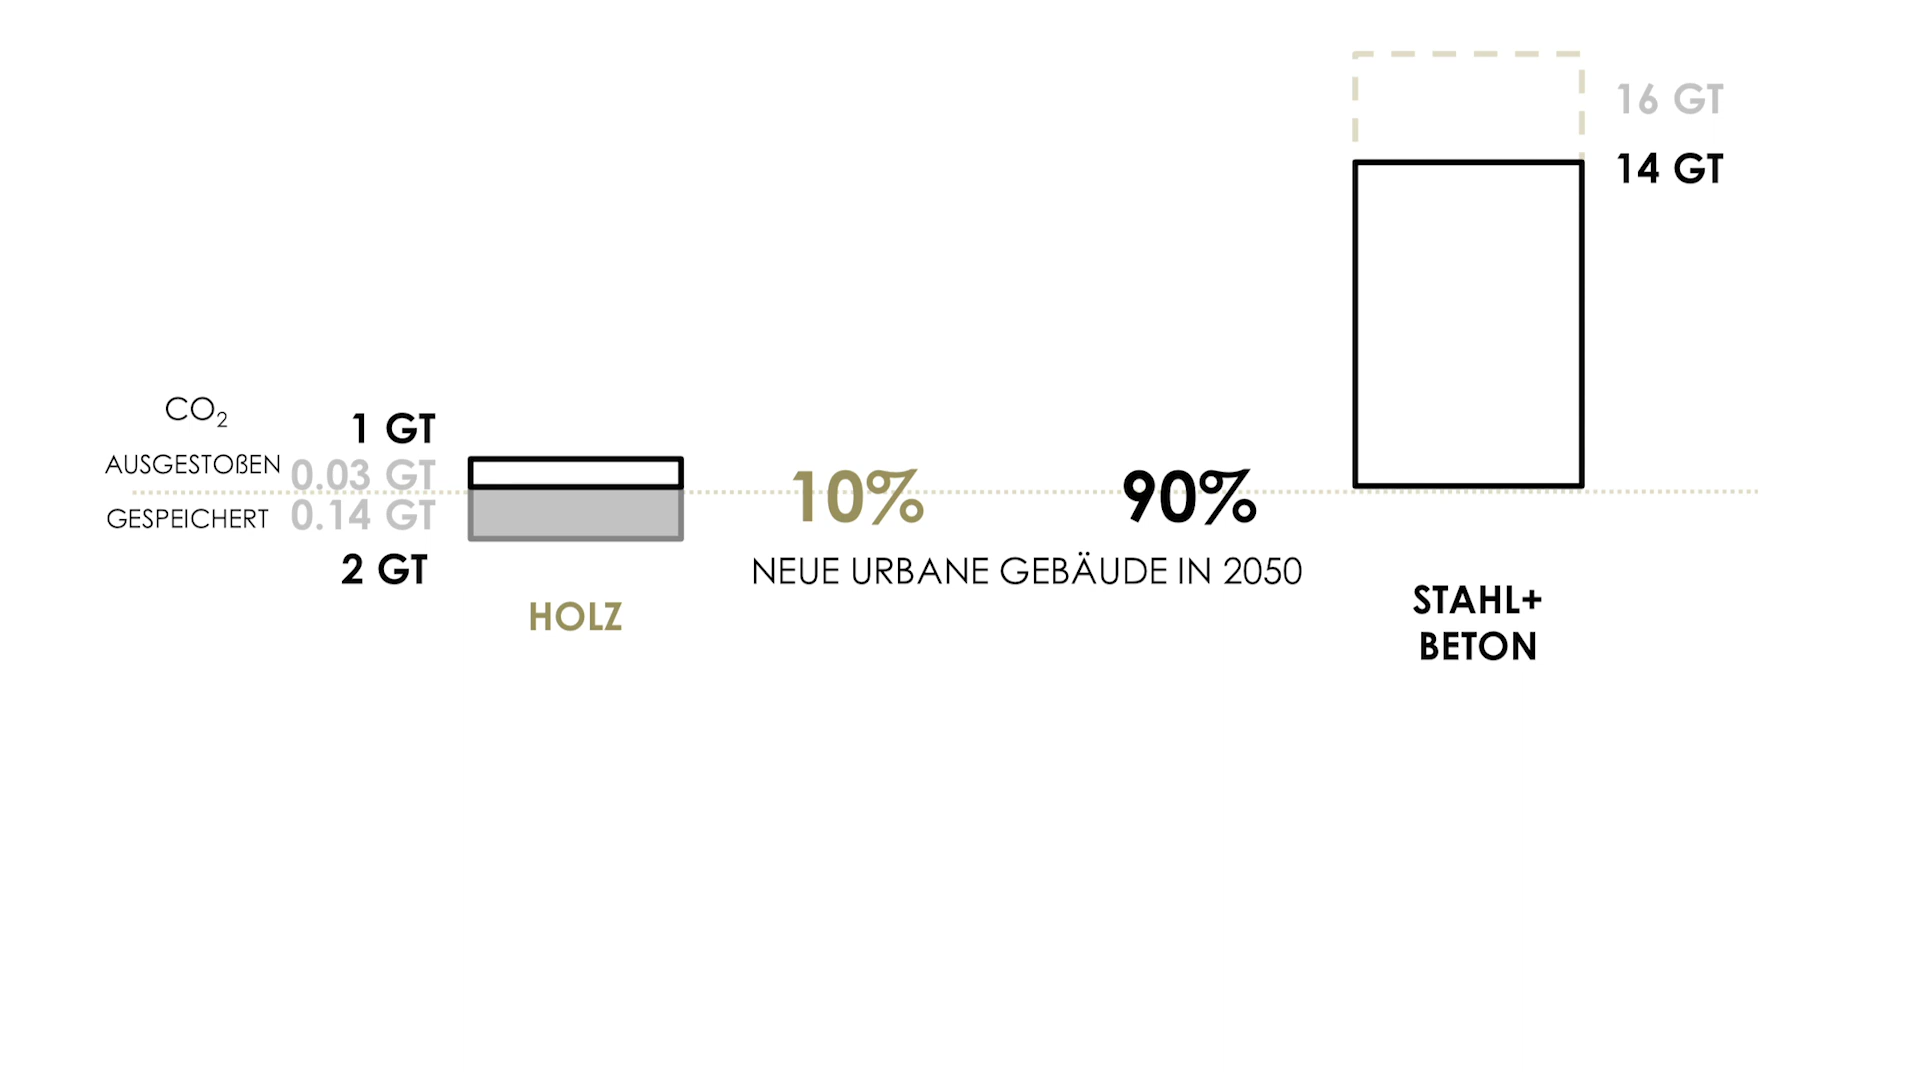 16 GT
14 GT
CO₂
1 GT
AUSGESTOßEN
0.03 GT
GESPEICHERT
0.14 GT
2 GT
10%
90%
NEUE URBANE GEBÄUDE IN 2050
HOLZ
STAHL+
BETON